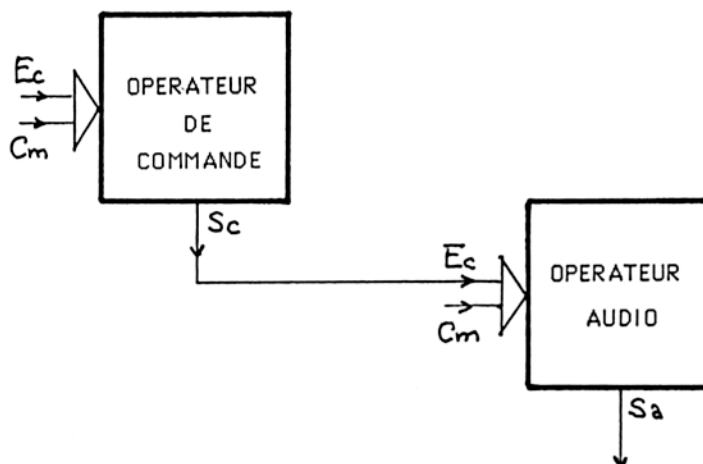 Ec
Cm
OPERATEUR
DE
COMMANDE
Sc
Ec
Cm
OPERATEUR
AUDIO
Sa